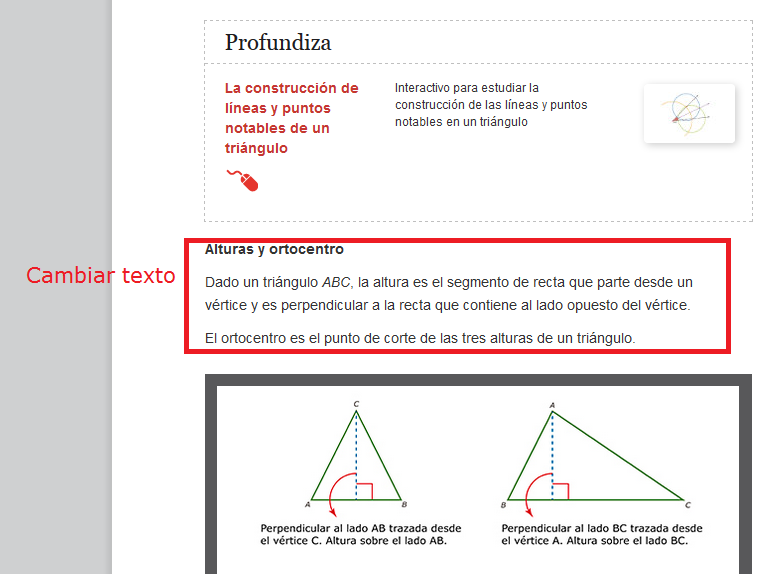 Profundiza
La construcción de
líneas y puntos
notables de un
triángulo
Interactivo para estudiar la
construcción de las líneas y puntos
notables en un triángulo
Cambiar texto
Alturas y ortocentro
Dado un triángulo ABC, la altura es el segmento de recta que parte desde un
vértice y es perpendicular a la recta que contiene al lado opuesto del vértice.
El ortocentro es el punto de corte de las tres alturas de un triángulo.
C
A
B
Perpendicular al lado AB trazada desde
el vértice C. Altura sobre el lado AB.
A
B
C
Perpendicular al lado BC trazada desde
el vértice A. Altura sobre el lado BC.